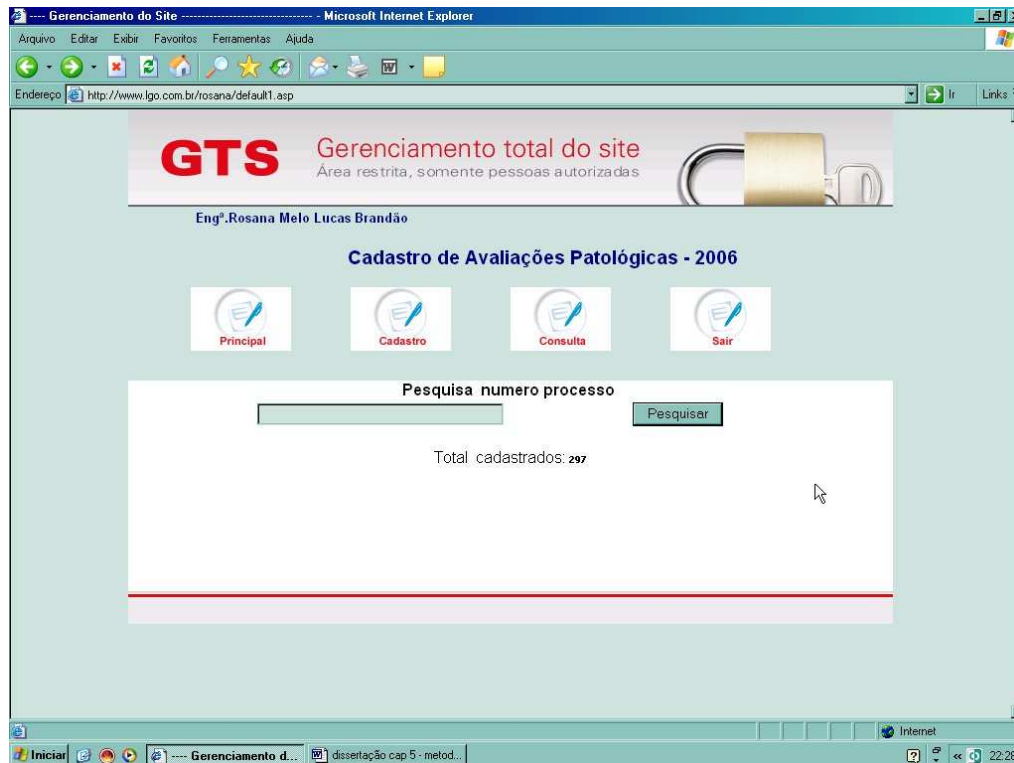 ---- Gerenciamento do Site -------------------------------- - Microsoft Internet Explorer
Arquivo Editar Exibir Favoritos Ferramentas Ajuda
Endereço http://www.lgo.com.br/rosana/default1.asp Ir Links
GTS
Gerenciamento total do site
Área restrita, somente pessoas autorizadas
Engª.Rosana Melo Lucas Brandão
Cadastro de Avaliações Patológicas - 2006
Principal Cadastro Consulta Sair
Pesquisa numero processo
Pesquisar
Total cadastrados: 297
Internet
Iniciar ---- Gerenciamento d... dissertação cap 5 - metod... 22:28